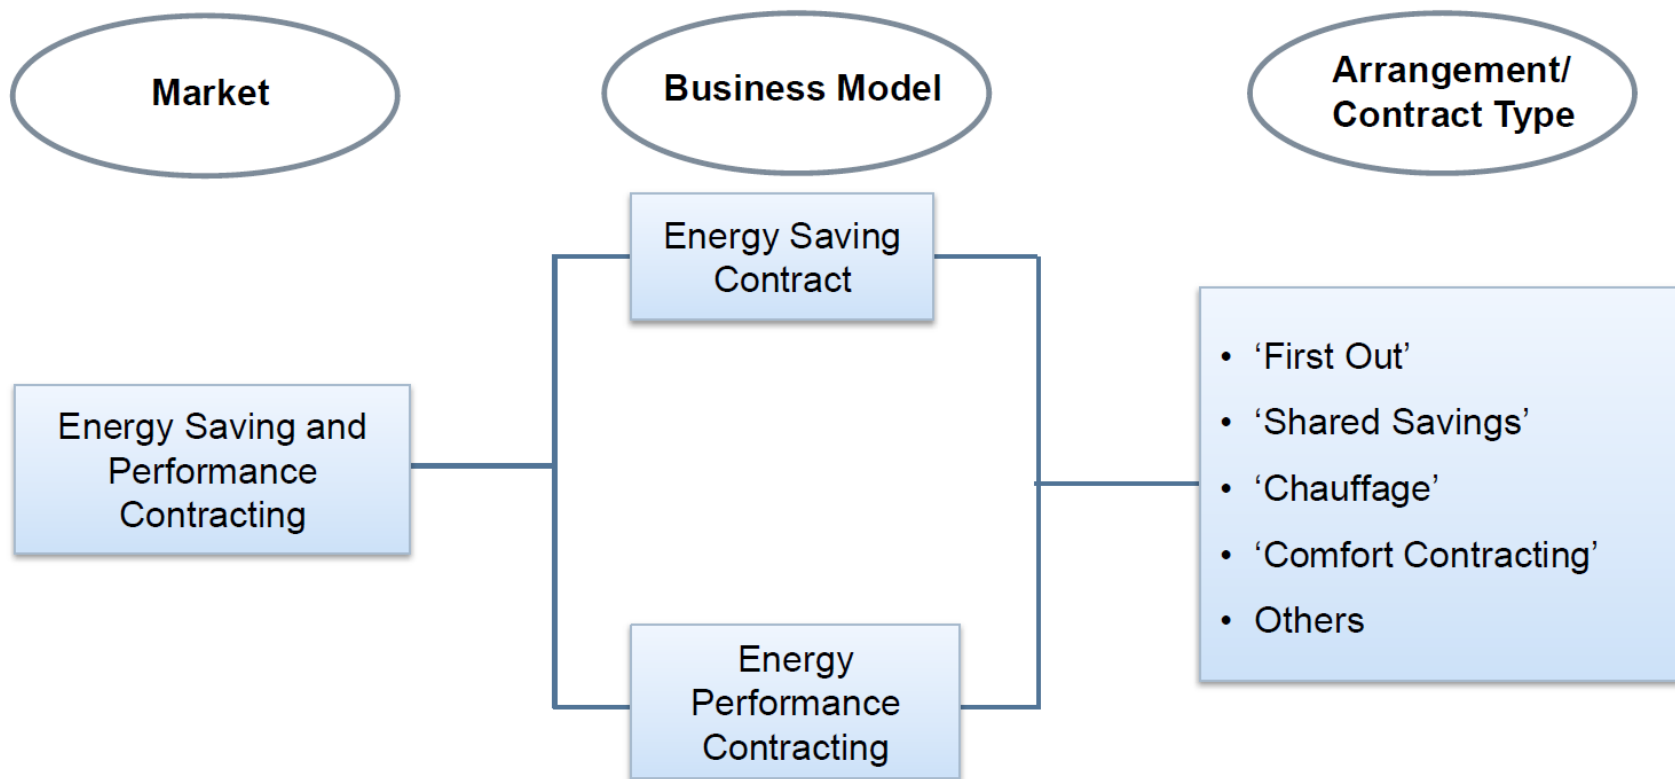 Market
Business Model
Arrangement/
Contract Type
Energy Saving and
Performance
Contracting
Energy Saving
Contract
Energy
Performance
Contracting
• ‘First Out’
• ‘Shared Savings’
• ‘Chauffage’
• ‘Comfort Contracting’
• Others